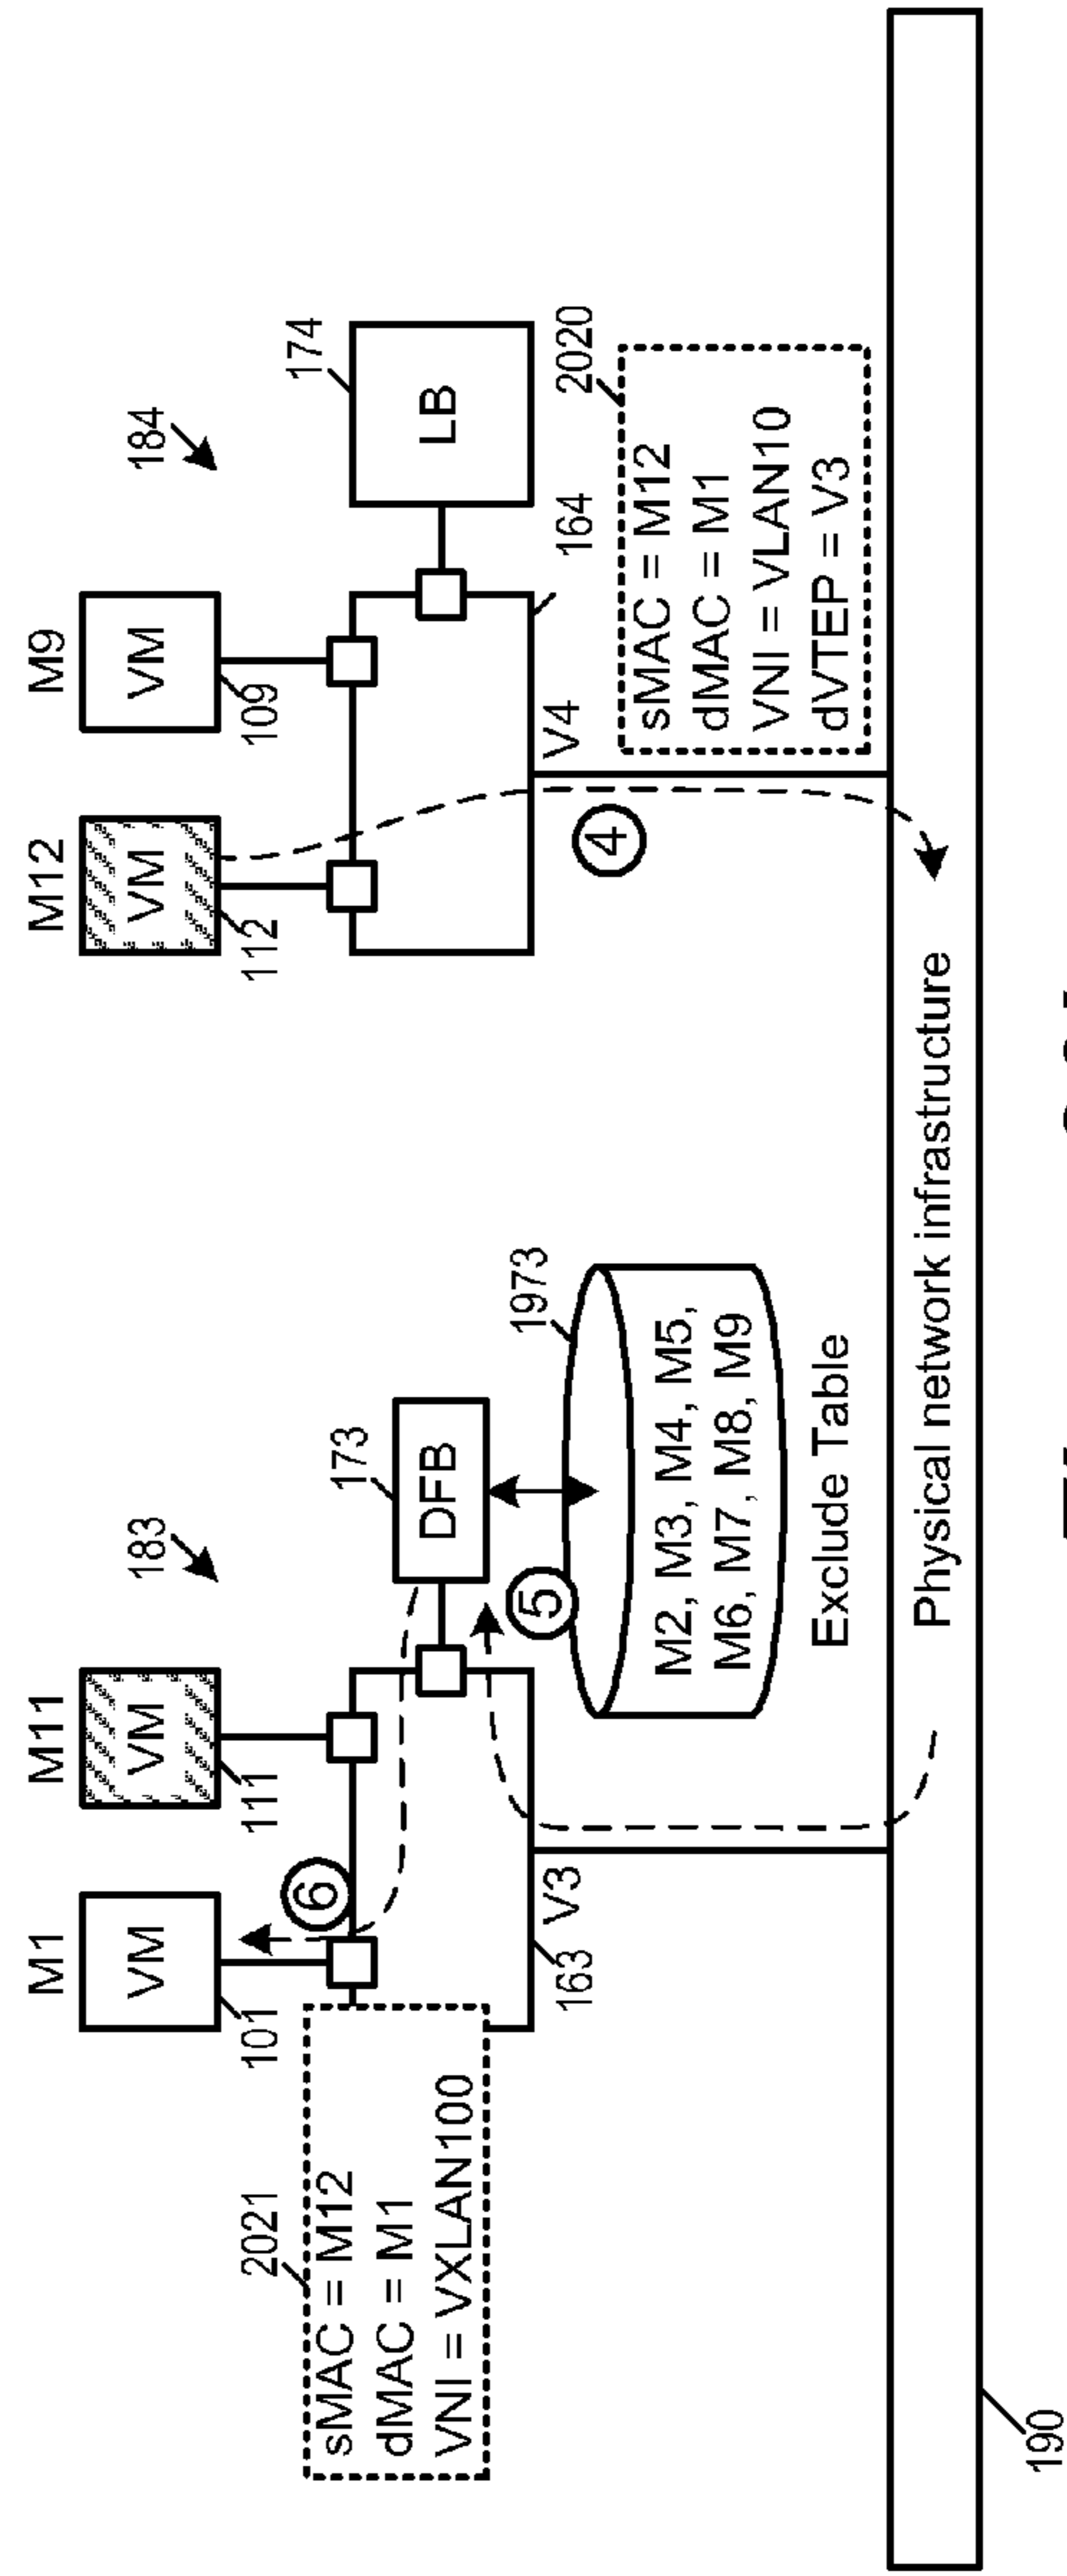 M1
VM
101
M11
VM
111
183
M12
VM
112
M9
VM
109
184
2021
sMAC = M12
dMAC = M1
VNI = VXLAN100
6
V3
163
173
DFB
5
1973
M2, M3, M4, M5,
M6, M7, M8, M9
Exclude Table
174
LB
164
V4
4
2020
sMAC = M12
dMAC = M1
VNI = VLAN10
dVTEP = V3
Physical network infrastructure
190